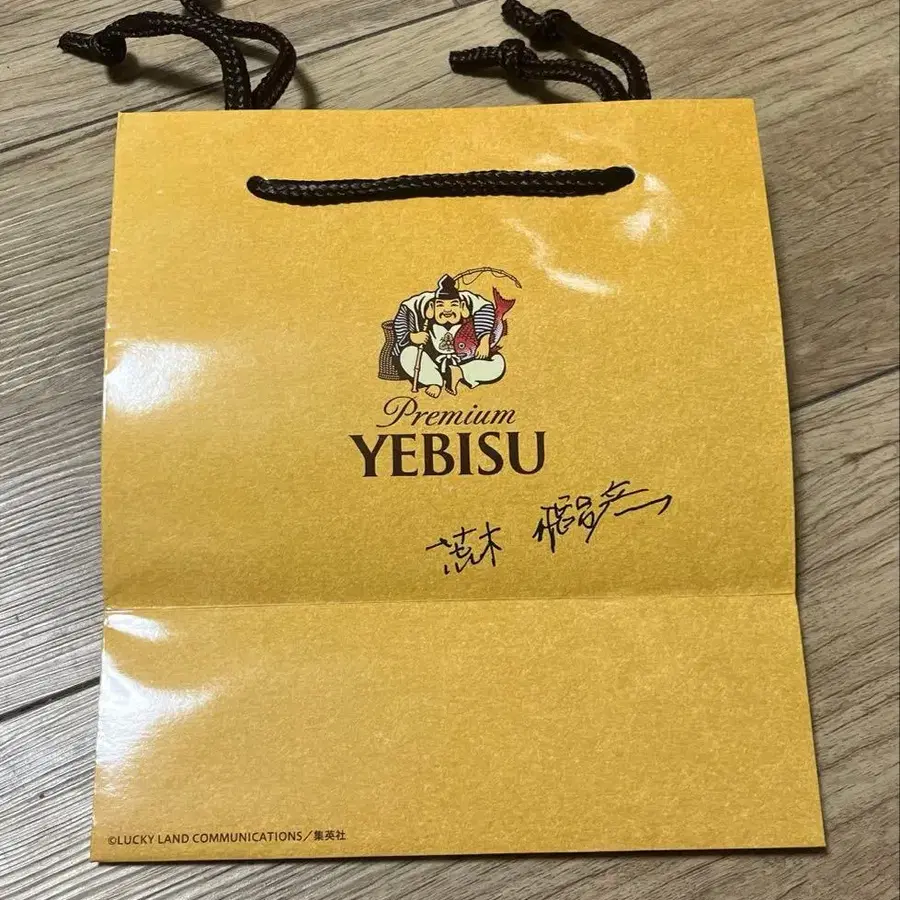 Premium
YEBISU
荒木 飛呂彦
©LUCKY LAND COMMUNICATIONS／集英社